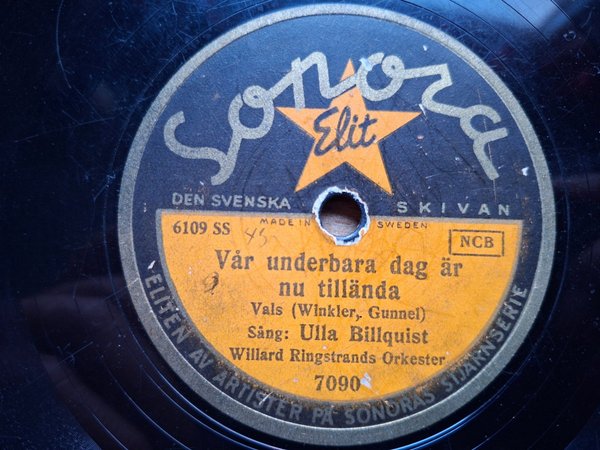 Sonora
Elit
DEN SVENSKA SKIVAN
MADE IN SWEDEN
6109 SS
NCB
Vår underbara dag är
nu tillända
Vals (Winkler, Gunnel)
Sång: Ulla Billquist
Willard Ringstrands Orkester
7090
ELITEN AV ARTISTER PÅ SONORAS STJÄRNSERIE